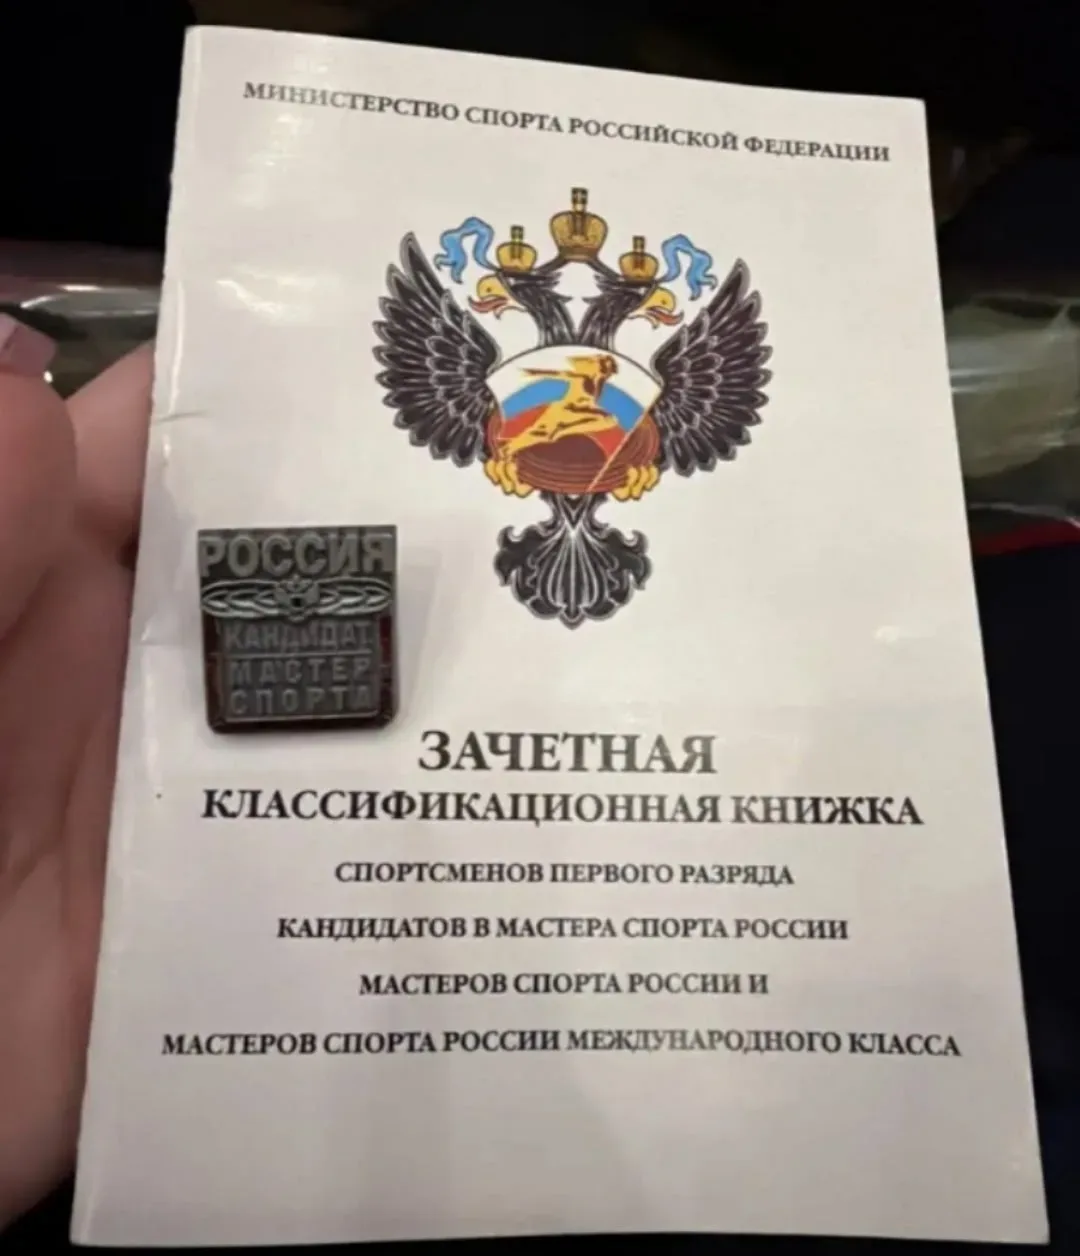 МИНИСТЕРСТВО СПОРТА РОССИЙСКОЙ ФЕДЕРАЦИИ
РОССИЯ
КАНДИДАТ
МАСТЕР
СПОРТА
ЗАЧЕТНАЯ
КЛАССИФИКАЦИОННАЯ КНИЖКА
СПОРТСМЕНОВ ПЕРВОГО РАЗРЯДА
КАНДИДАТОВ В МАСТЕРА СПОРТА РОССИИ
МАСТЕРОВ СПОРТА РОССИИ И
МАСТЕРОВ СПОРТА РОССИИ МЕЖДУНАРОДНОГО КЛАССА